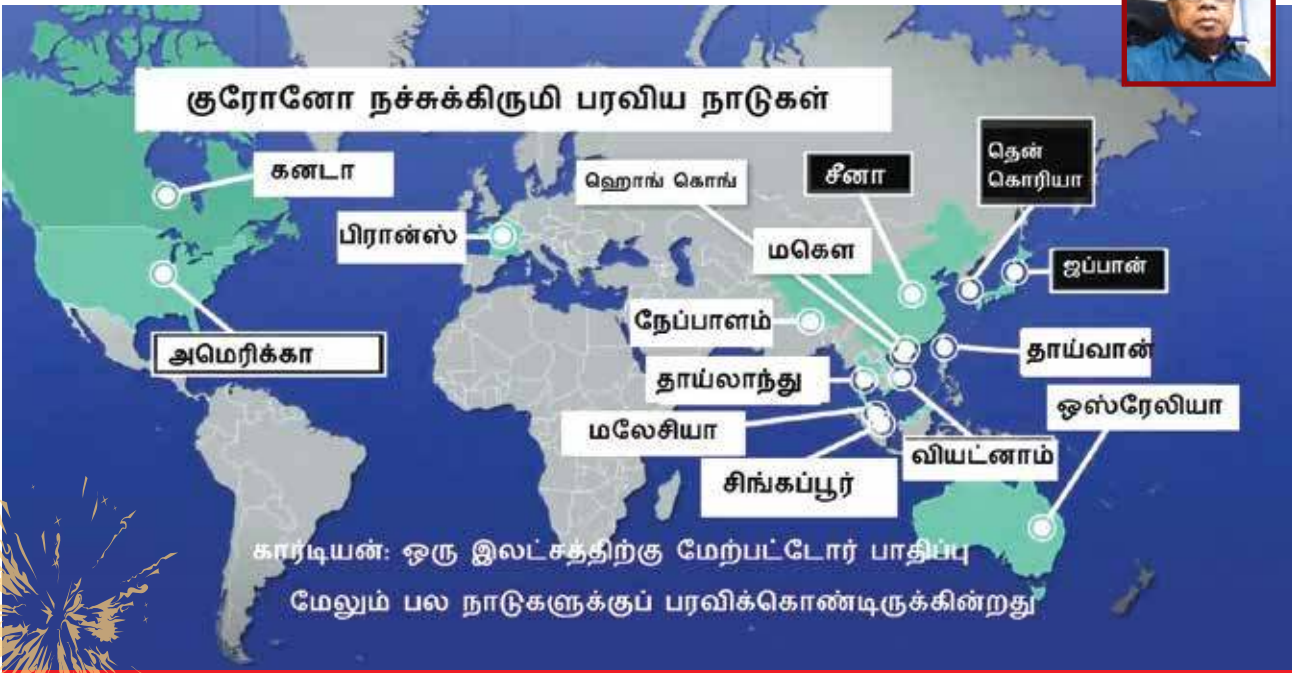 குரோனோ நச்சுக்கிருமி பரவிய நாடுகள்
கனடா
ஹொங் கொங்
சீனா
தென்
கொரியா
பிரான்ஸ்
மகௌ
ஜப்பான்
நேப்பாளம்
அமெரிக்கா
தாய்வான்
தாய்லாந்து
ஒஸ்ரேலியா
மலேசியா
வியட்னாம்
சிங்கப்பூர்
கார்டியன்: ஒரு இலட்சத்திற்கு மேற்பட்டோர் பாதிப்பு
மேலும் பல நாடுகளுக்குப் பரவிக்கொண்டிருக்கின்றது